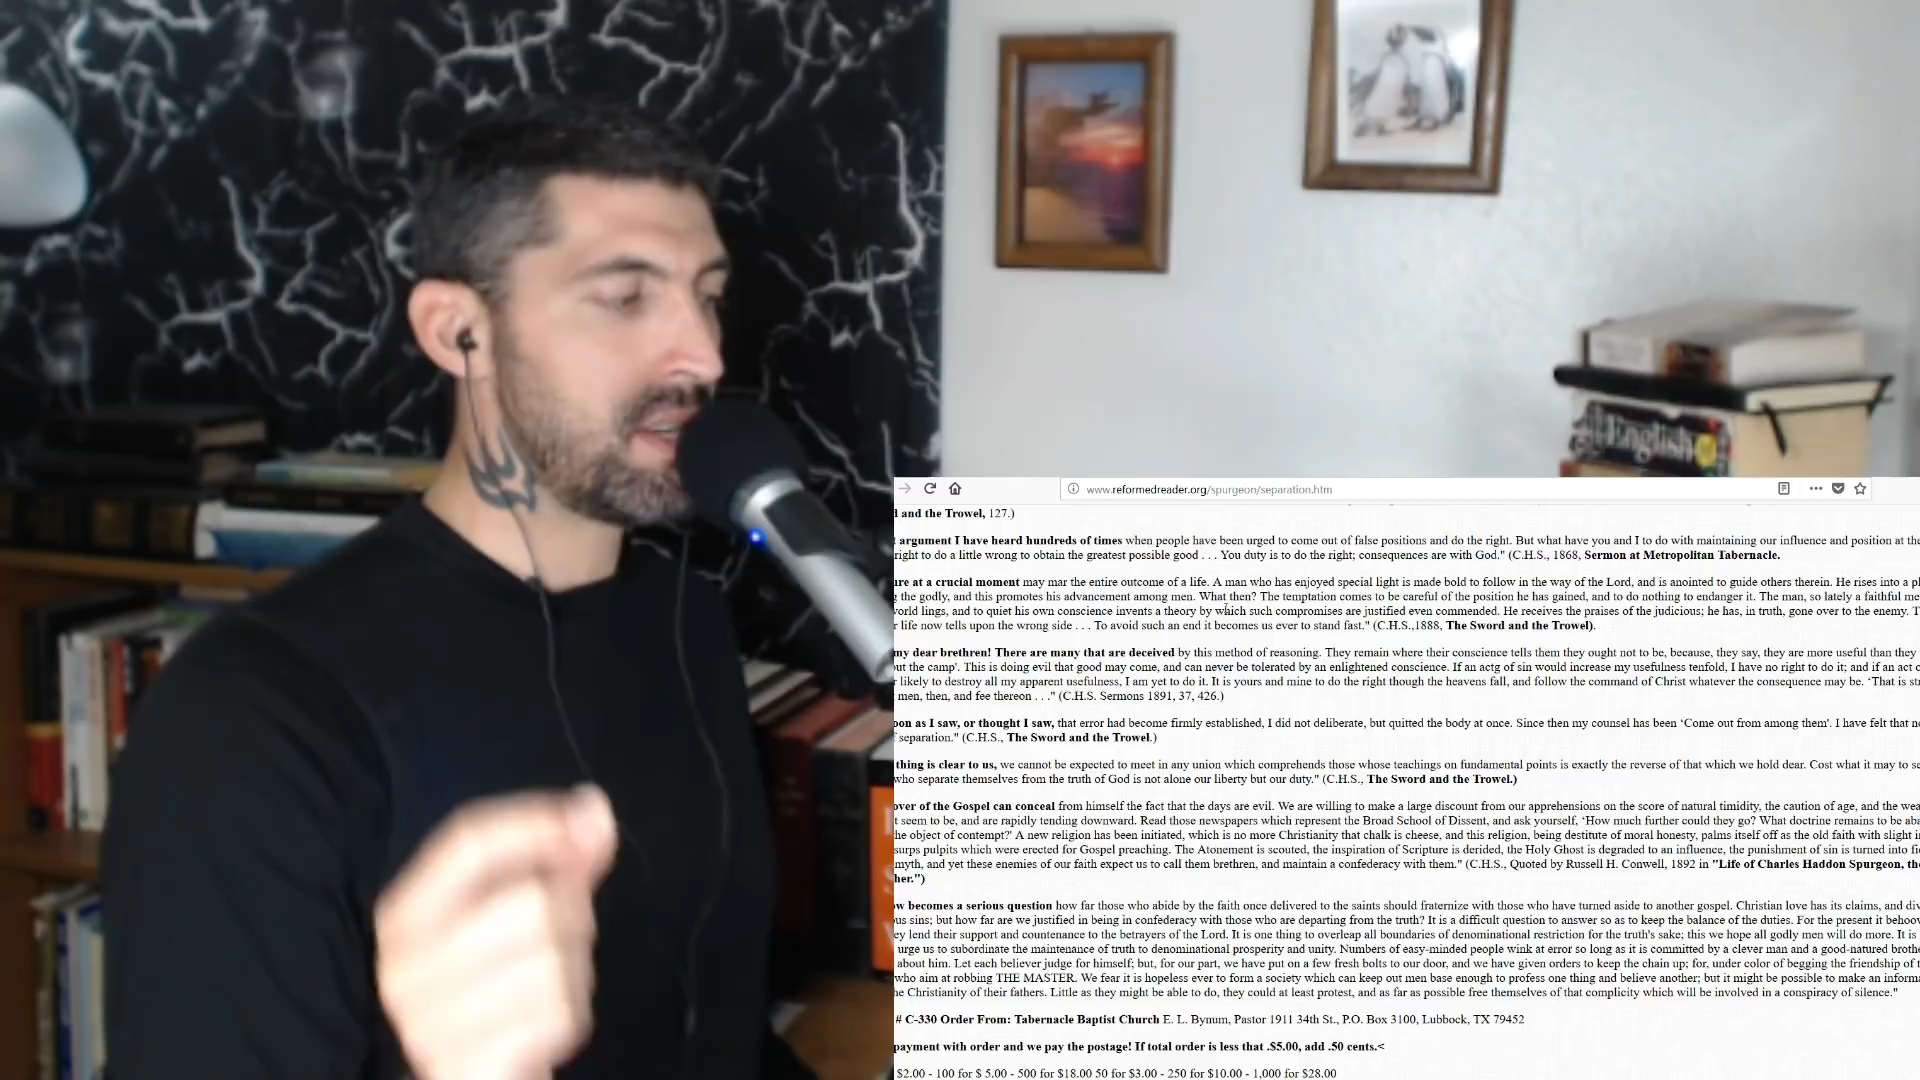 English
www.reformedreader.org/spurgeon/separation.htm
and the Trowel, 127.)
argument I have heard hundreds of times when people have been urged to come out of false positions and do the right. But what have you and I to do with maintaining our influence and position at the
right to do a little wrong to obtain the greatest possible good . . . You duty is to do the right; consequences are with God." (C.H.S., 1868, Sermon at Metropolitan Tabernacle.
at a crucial moment may mar the entire outcome of a life. A man who has enjoyed special light is made bold to follow in the way of the Lord, and is anointed to guide others therein. He rises into a
the godly, and this promotes his advancement among men. What then? The temptation comes to be careful of the position he has gained, and to do nothing to endanger it. The man, so lately a faithful
lings, and to quiet his own conscience invents a theory by which such compromises are justified even commended. He receives the praises of the judicious; he has, in truth, gone over to the enemy.
life now tells upon the wrong side . . . To avoid such an end it becomes us ever to stand fast." (C.H.S.,1888, The Sword and the Trowel).
my dear brethren! There are many that are deceived by this method of reasoning. They remain where their conscience tells them they ought not to be, because, they say, they are more useful than they
the camp'. This is doing evil that good may come, and can never be tolerated by an enlightened conscience. If an actg of sin would increase my usefulness tenfold, I have no right to do it; and if an act
likely to destroy all my apparent usefulness, I am yet to do it. It is yours and mine to do the right though the heavens fall, and follow the command of Christ whatever the consequence may be. ‘That is
men, then, and fee thereon . . ." (C.H.S. Sermons 1891, 37, 426.)
as I saw, or thought I saw, that error had become firmly established, I did not deliberate, but quitted the body at once. Since then my counsel has been ‘Come out from among them’. I have felt that
separation." (C.H.S., The Sword and the Trowel.)
thing is clear to us, we cannot be expected to meet in any union which comprehends those whose teachings on fundamental points is exactly the reverse of that which we hold dear. Cost what it may to
who separate themselves from the truth of God is not alone our liberty but our duty." (C.H.S., The Sword and the Trowel.)
of the Gospel can conceal from himself the fact that the days are evil. We are willing to make a large discount from our apprehensions on the score of natural timidity, the caution of age, and the
seem to be, and are rapidly tending downward. Read those newspapers which represent the Broad School of Dissent, and ask yourself, ‘How much further could they go? What doctrine remains to be
the object of contempt?’ A new religion has been initiated, which is no more Christianity that chalk is cheese, and this religion, being destitute of moral honesty, palms itself off as the old faith with slight
pulpits which were erected for Gospel preaching. The Atonement is scouted, the inspiration of Scripture is derided, the Holy Ghost is degraded to an influence, the punishment of sin is turned into
myth, and yet these enemies of our faith expect us to call them brethren, and maintain a confederacy with them." (C.H.S., Quoted by Russell H. Conwell, 1892 in "Life of Charles Haddon Spurgeon,
her.")
becomes a serious question how far those who abide by the faith once delivered to the saints should fraternize with those who have turned aside to another gospel. Christian love has its claims, and
sins; but how far are we justified in being in confederacy with those who are departing from the truth? It is a difficult question to answer so as to keep the balance of the duties. For the present it
lend their support and countenance to the betrayers of the Lord. It is one thing to overleap all boundaries of denominational restriction for the truth's sake; this we hope all godly men will do more. It is
urge us to subordinate the maintenance of truth to denominational prosperity and unity. Numbers of easy-minded people wink at error so long as it is committed by a clever man and a good-natured
about him. Let each believer judge for himself; but, for our part, we have put on a few fresh bolts to our door, and we have given orders to keep the chain up; for, under color of begging the friendship of
who aim at robbing THE MASTER. We fear it is hopeless ever to form a society which can keep out men base enough to profess one thing and believe another; but it might be possible to make an
Christianity of their fathers. Little as they might be able to do, they could at least protest, and as far as possible free themselves of that complicity which will be involved in a conspiracy of silence."
# C-330 Order From: Tabernacle Baptist Church E. L. Bynum, Pastor 1911 34th St., P.O. Box 3100, Lubbock, TX 79452
payment with order and we pay the postage! If total order is less that .$5.00, add .50 cents.<
$2.00 - 100 for $ 5.00 - 500 for $18.00 50 for $3.00 - 250 for $10.00 - 1,000 for $28.00